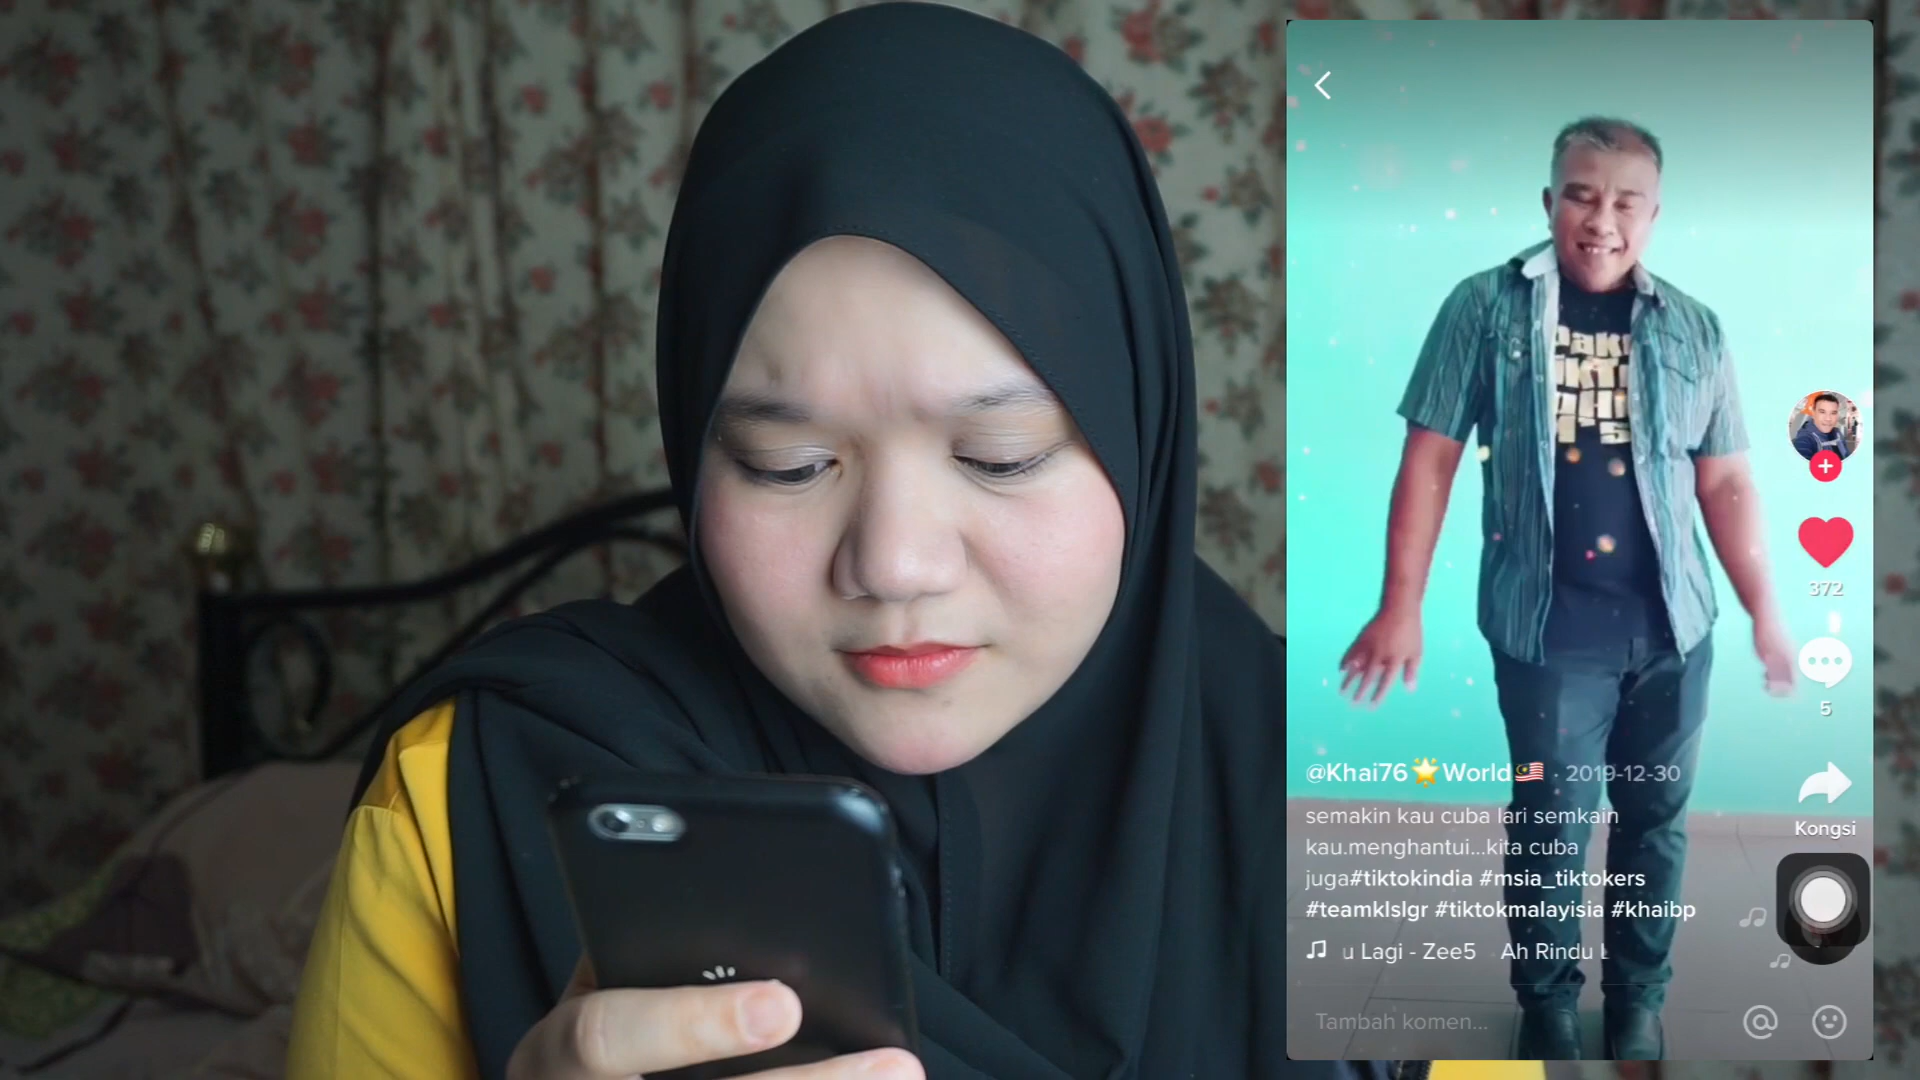 @Khai76🌟World🇲🇾 · 2019-12-30
semakin kau cuba lari semkain
kau.menghantui...kita cuba
juga#tiktokindia #msia_tiktokers
#teamklslgr #tiktokmalayisia #khaibp
u Lagi - Zee5 Ah Rindu L
Tambah komen...
372
5
Kongsi